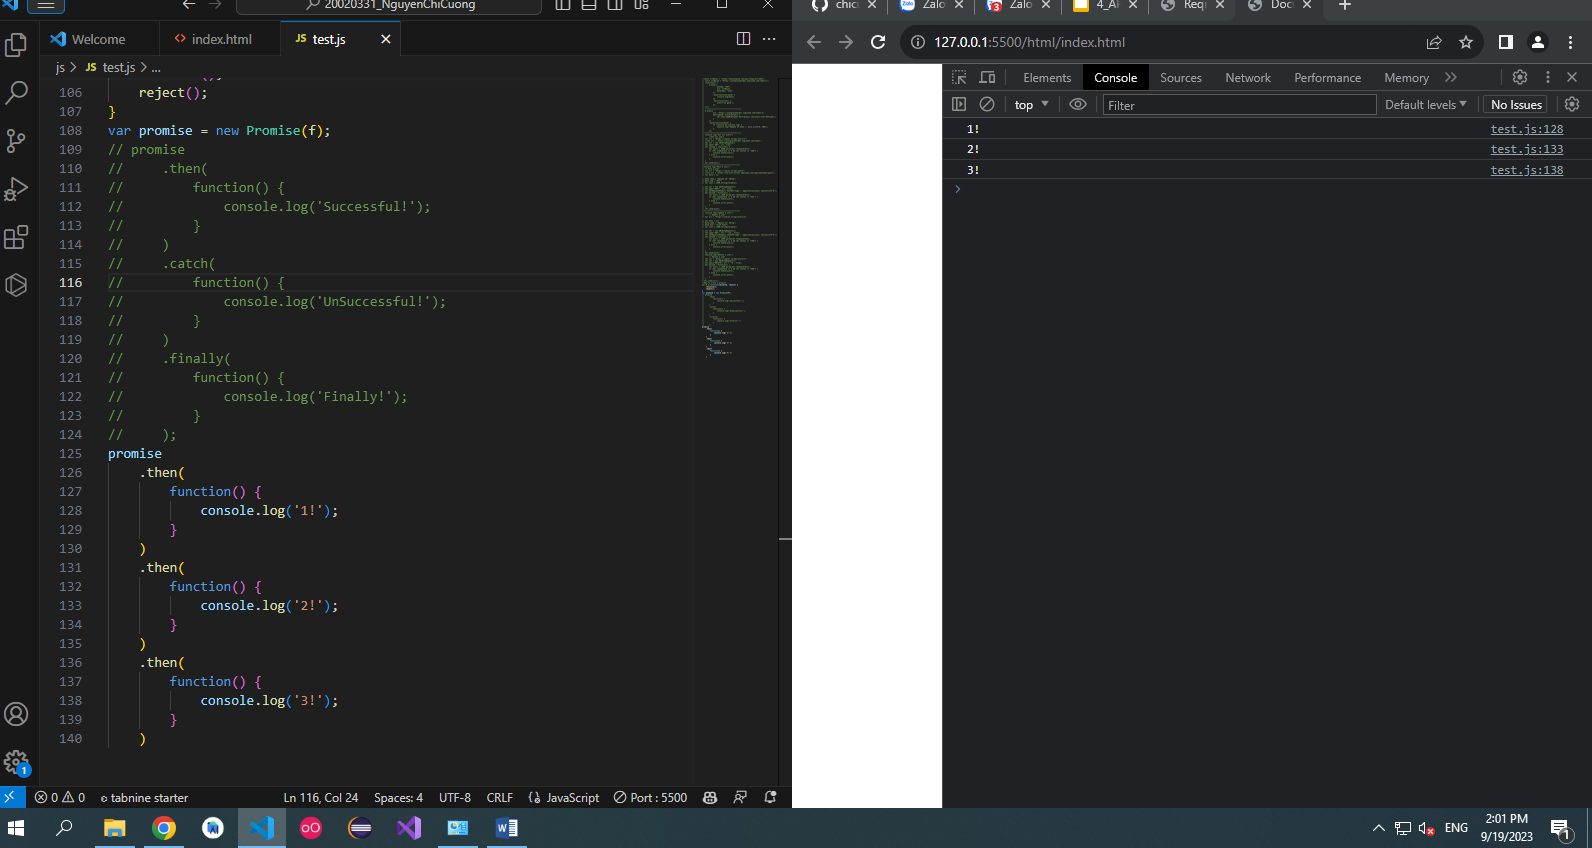 20020331_NguyenChiCuong
Welcome
index.html
JS test.js
js > JS test.js > ...
106 reject();
107 }
108 var promise = new Promise(f);
109 // promise
110 //     .then(
111 //         function() {
112 //             console.log('Successful!');
113 //         }
114 //     )
115 //     .catch(
116 //         function() {
117 //             console.log('UnSuccessful!');
118 //         }
119 //     )
120 //     .finally(
121 //         function() {
122 //             console.log('Finally!');
123 //         }
124 //     );
125 promise
126     .then(
127         function() {
128             console.log('1!');
129         }
130     )
131     .then(
132         function() {
133             console.log('2!');
134         }
135     )
136     .then(
137         function() {
138             console.log('3!');
139         }
140     )
1
0 0 tabnine starter Ln 116, Col 24 Spaces: 4 UTF-8 CRLF JavaScript Port : 5500
Zalo 3 Zalo Doc
127.0.0.1:5500/html/index.html
Elements Console Sources Network Performance Memory
top Filter Default levels No Issues
1! test.js:128
2! test.js:133
3! test.js:138
ENG 2:01 PM
9/19/2023 1